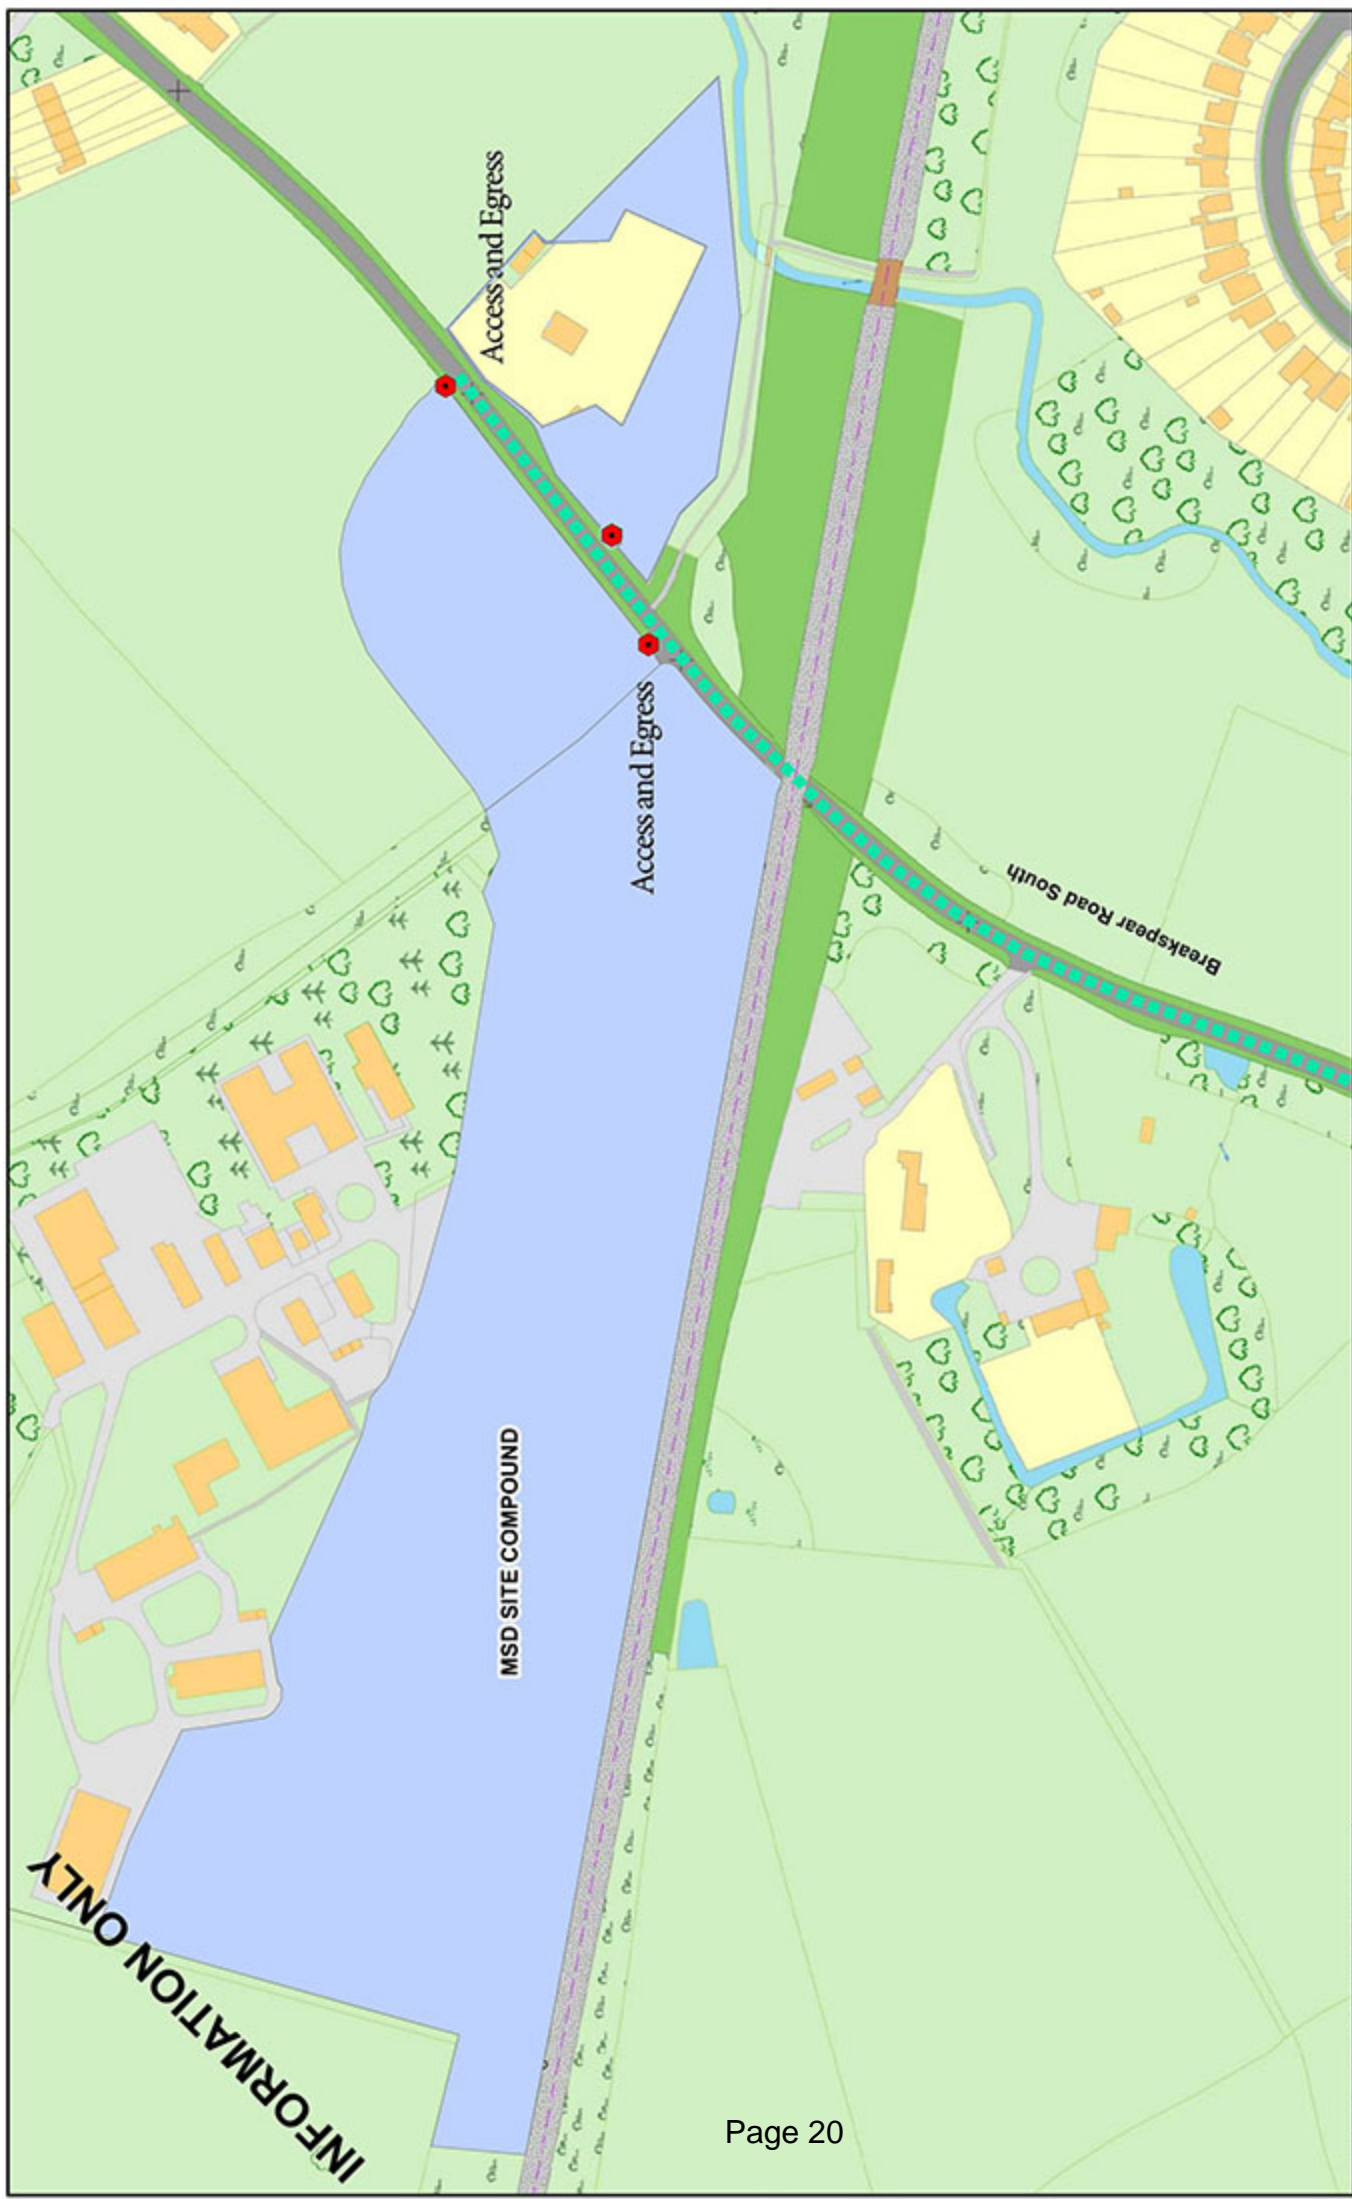 Access and Egress
Access and Egress
Breakspear Road South
MSD SITE COMPOUND
INFORMATION ONLY
Page 20